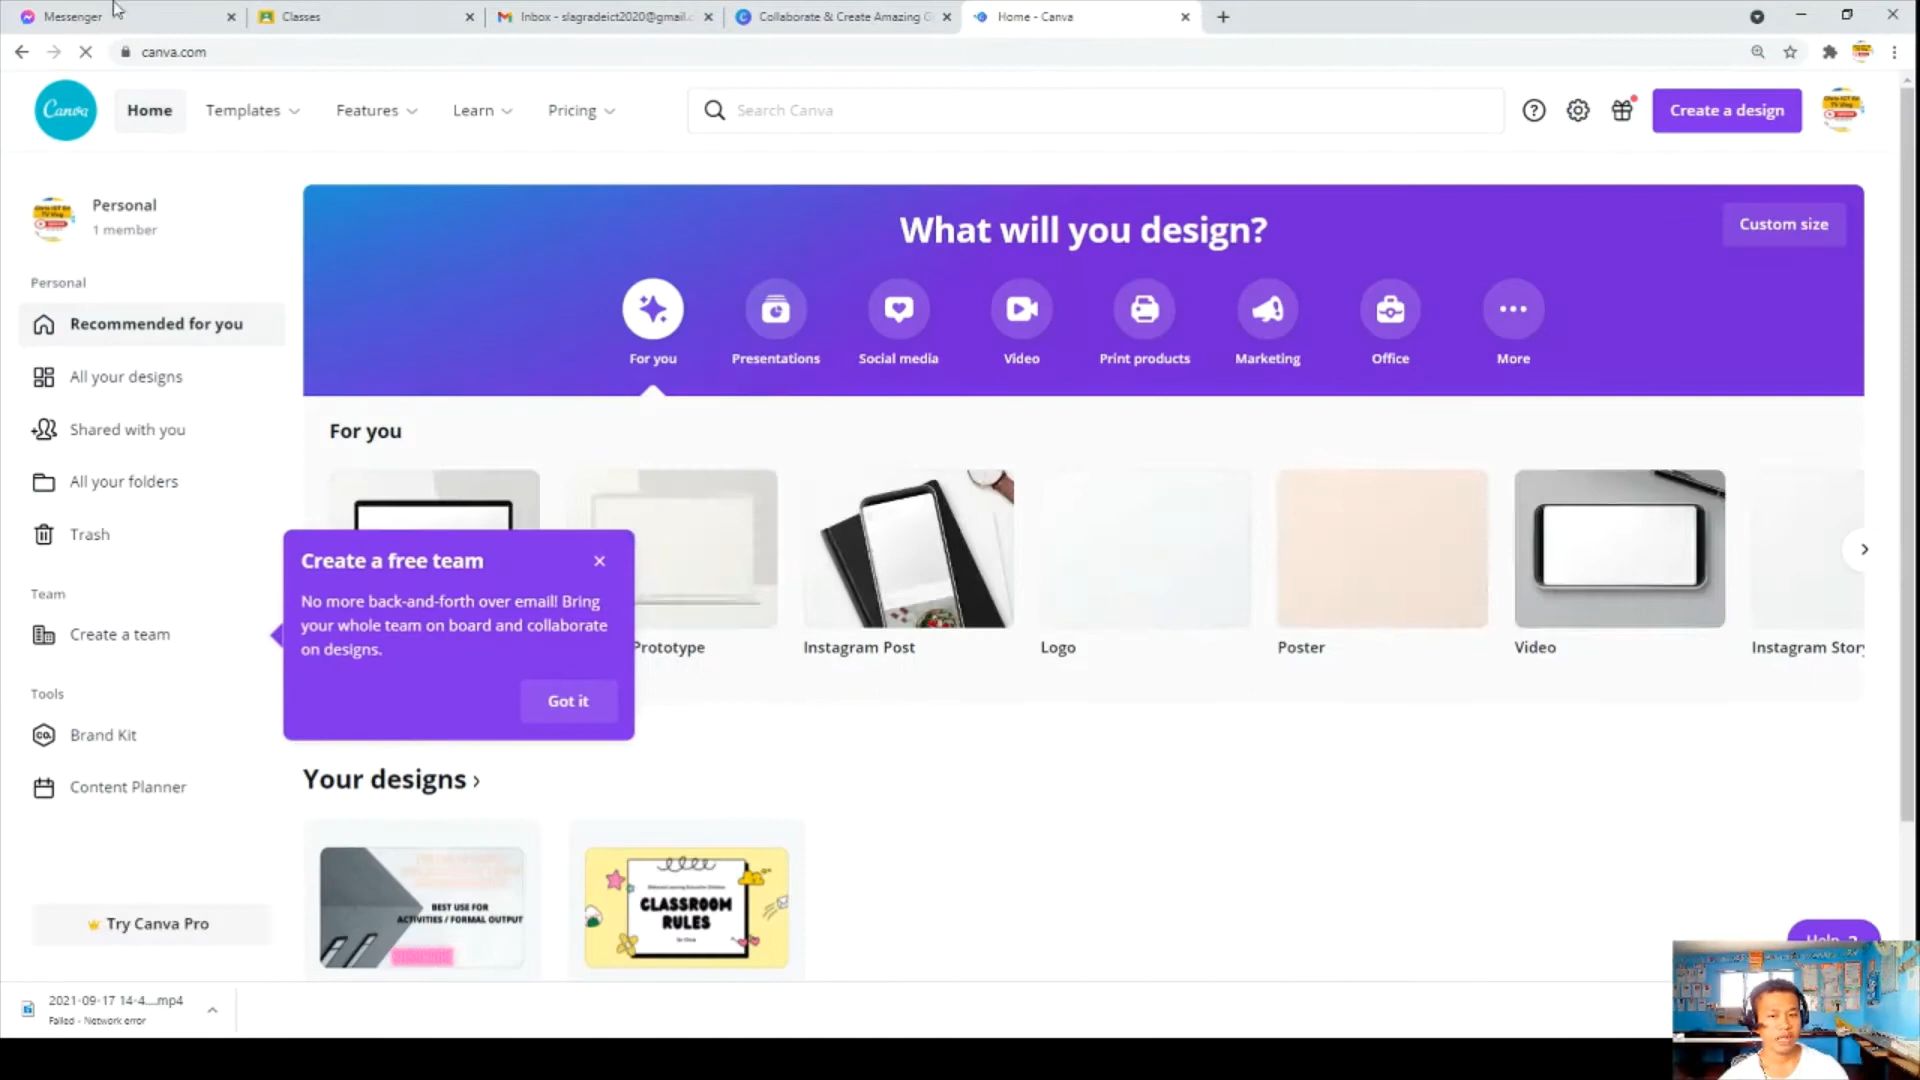 Messenger
Classes
Inbox - slagradeict2020@gmail.c
Collaborate & Create Amazing G
Home - Canva
canva.com
Canva
Home
Templates
Features
Learn
Pricing
Search Canva
Create a design
Personal
1 member
Personal
Recommended for you
All your designs
Shared with you
All your folders
Trash
Team
Create a team
Tools
Brand Kit
Content Planner
Try Canva Pro
What will you design?
Custom size
For you
Presentations
Social media
Video
Print products
Marketing
Office
More
For you
Create a free team
No more back-and-forth over email! Bring
your whole team on board and collaborate
on designs.
Got it
Prototype
Instagram Post
Logo
Poster
Video
Instagram Story
Your designs
BEST USE FOR
ACTIVITIES / FORMAL OUTPUT
CLASSROOM
RULES
Help ?
2021-09-17 14-4....mp4
Failed - Network error